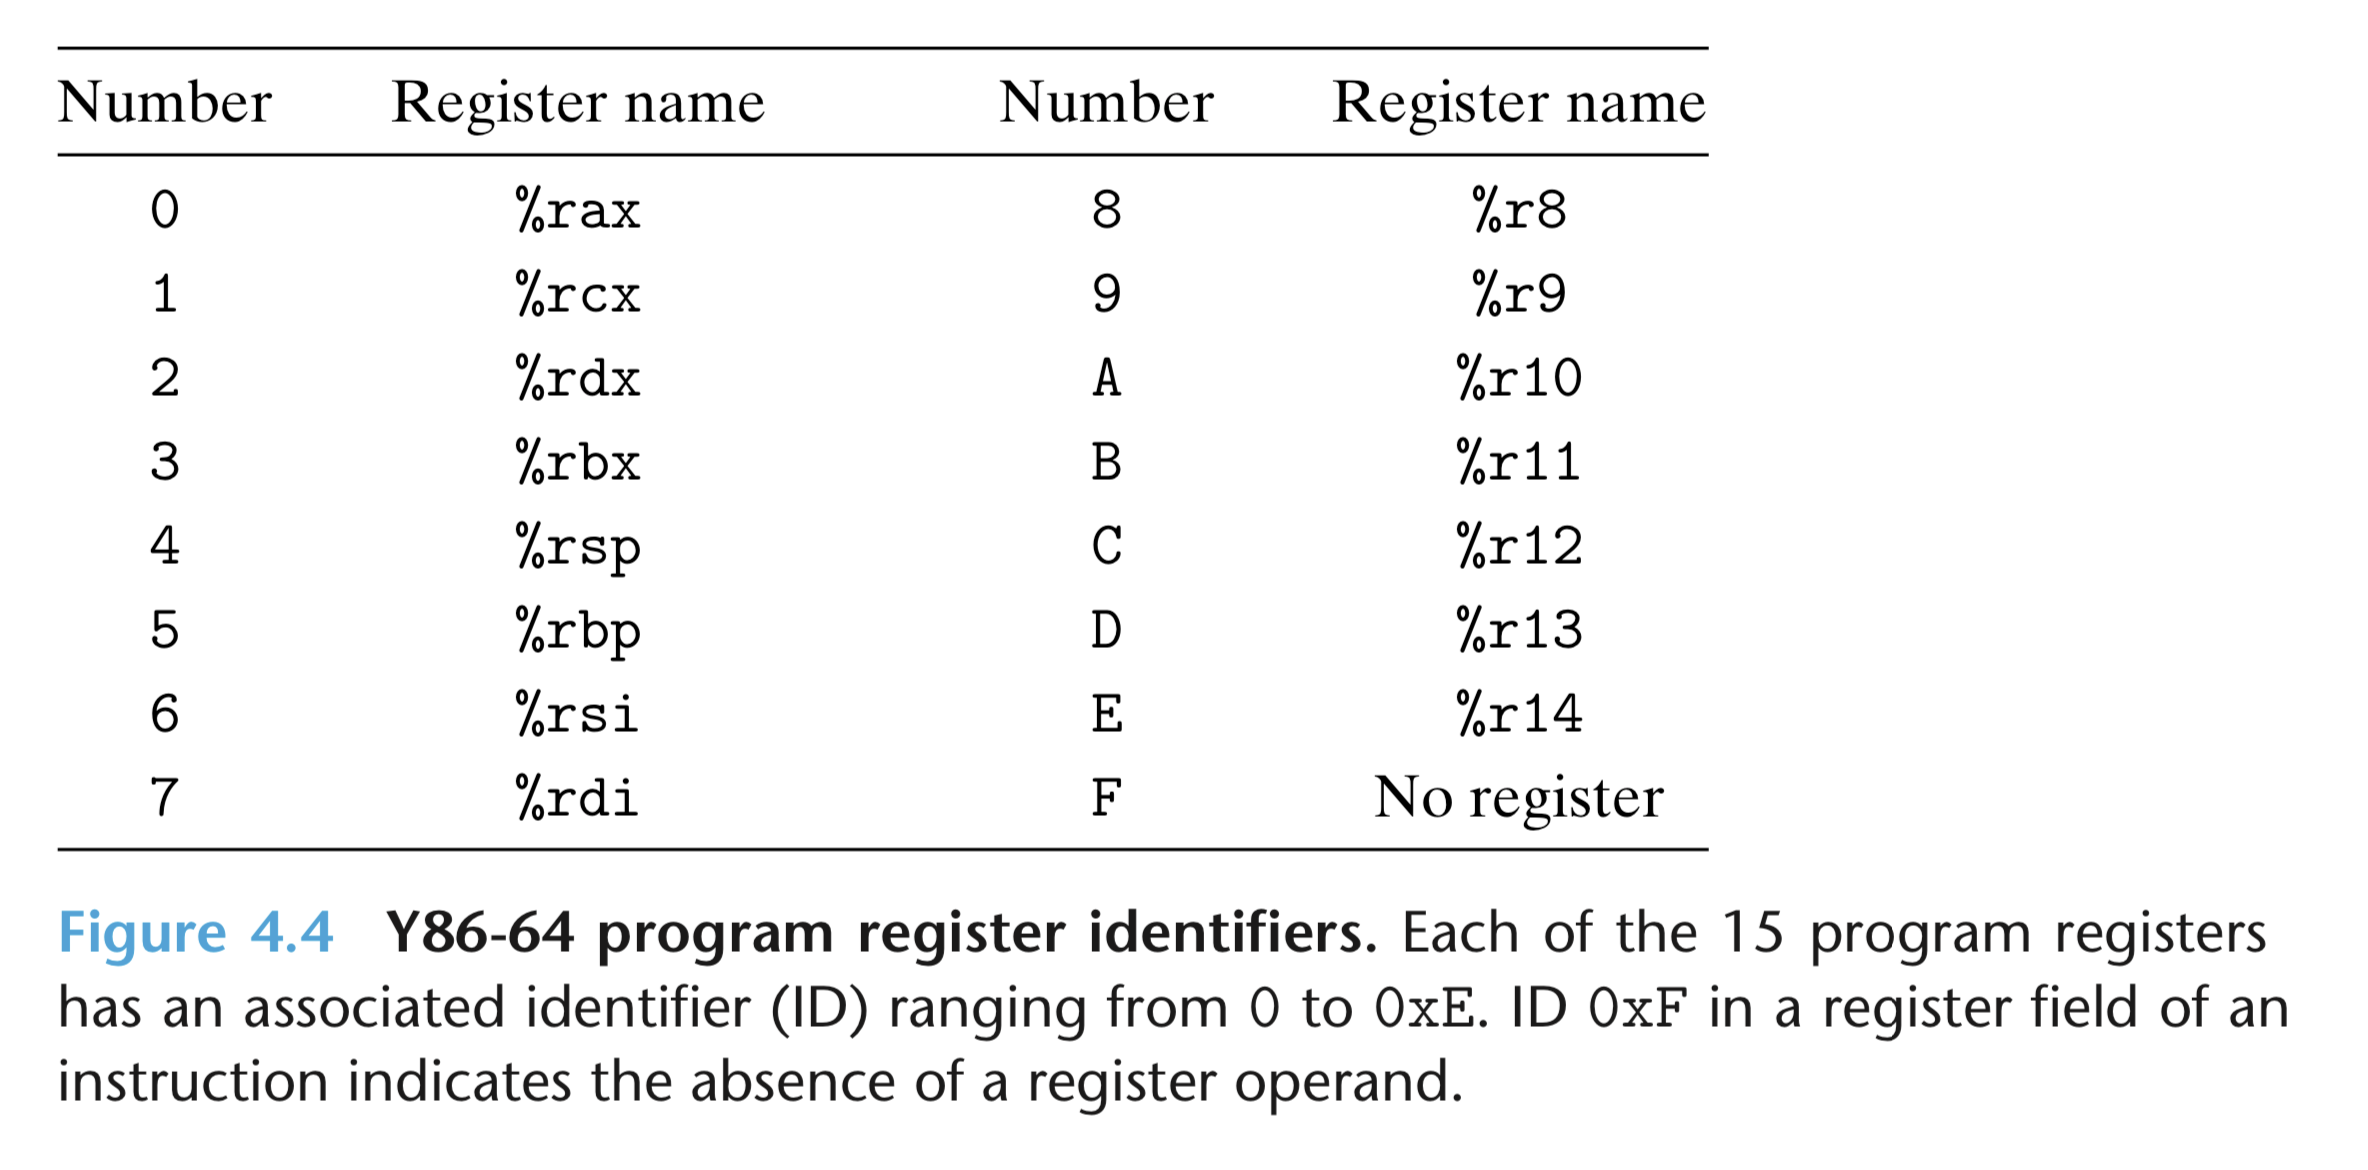 Number Register name Number Register name
0 %rax 8 %r8
1 %rcx 9 %r9
2 %rdx A %r10
3 %rbx B %r11
4 %rsp C %r12
5 %rbp D %r13
6 %rsi E %r14
7 %rdi F No register
Figure 4.4 Y86-64 program register identifiers. Each of the 15 program registers
has an associated identifier (ID) ranging from 0 to 0xE. ID 0xF in a register field of an
instruction indicates the absence of a register operand.